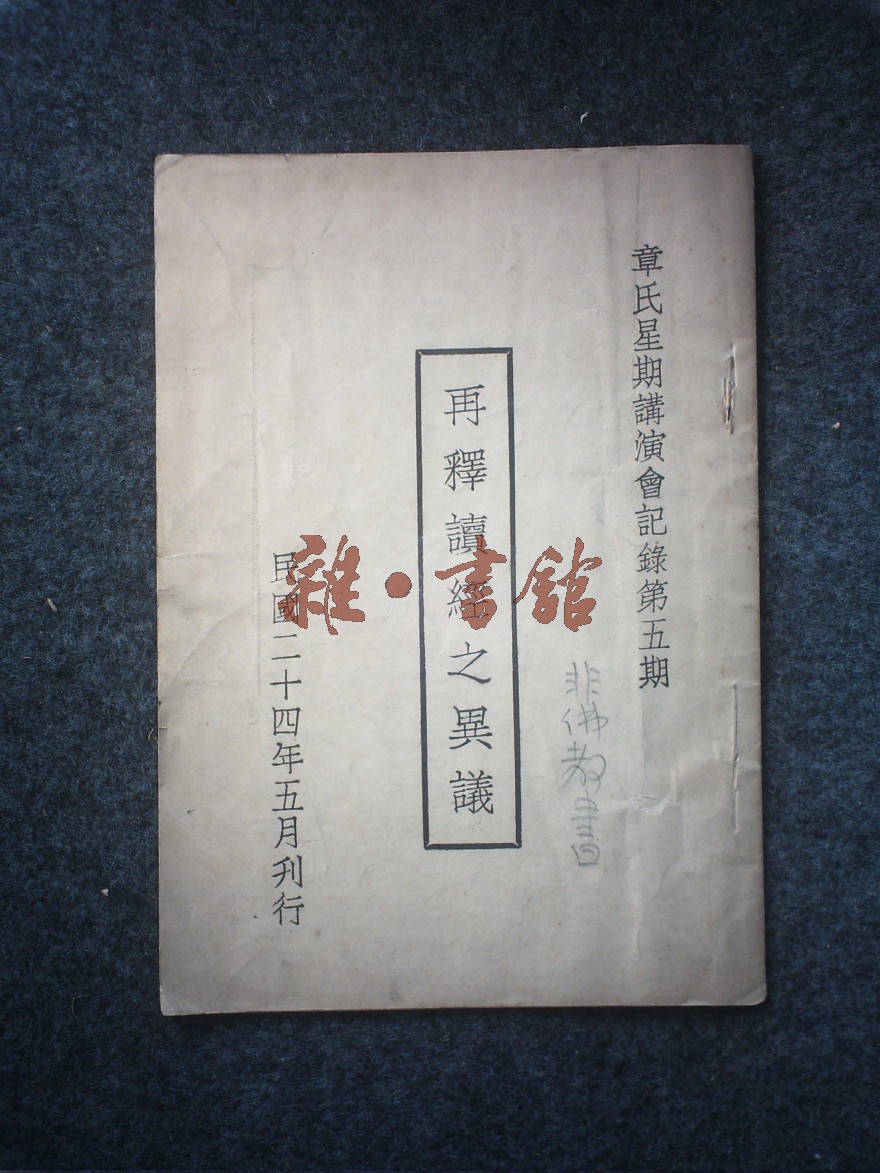 章氏星期講演會記錄第五期
非佛教書
再釋讀經之異議
民國二十四年五月刊行
雜·書館